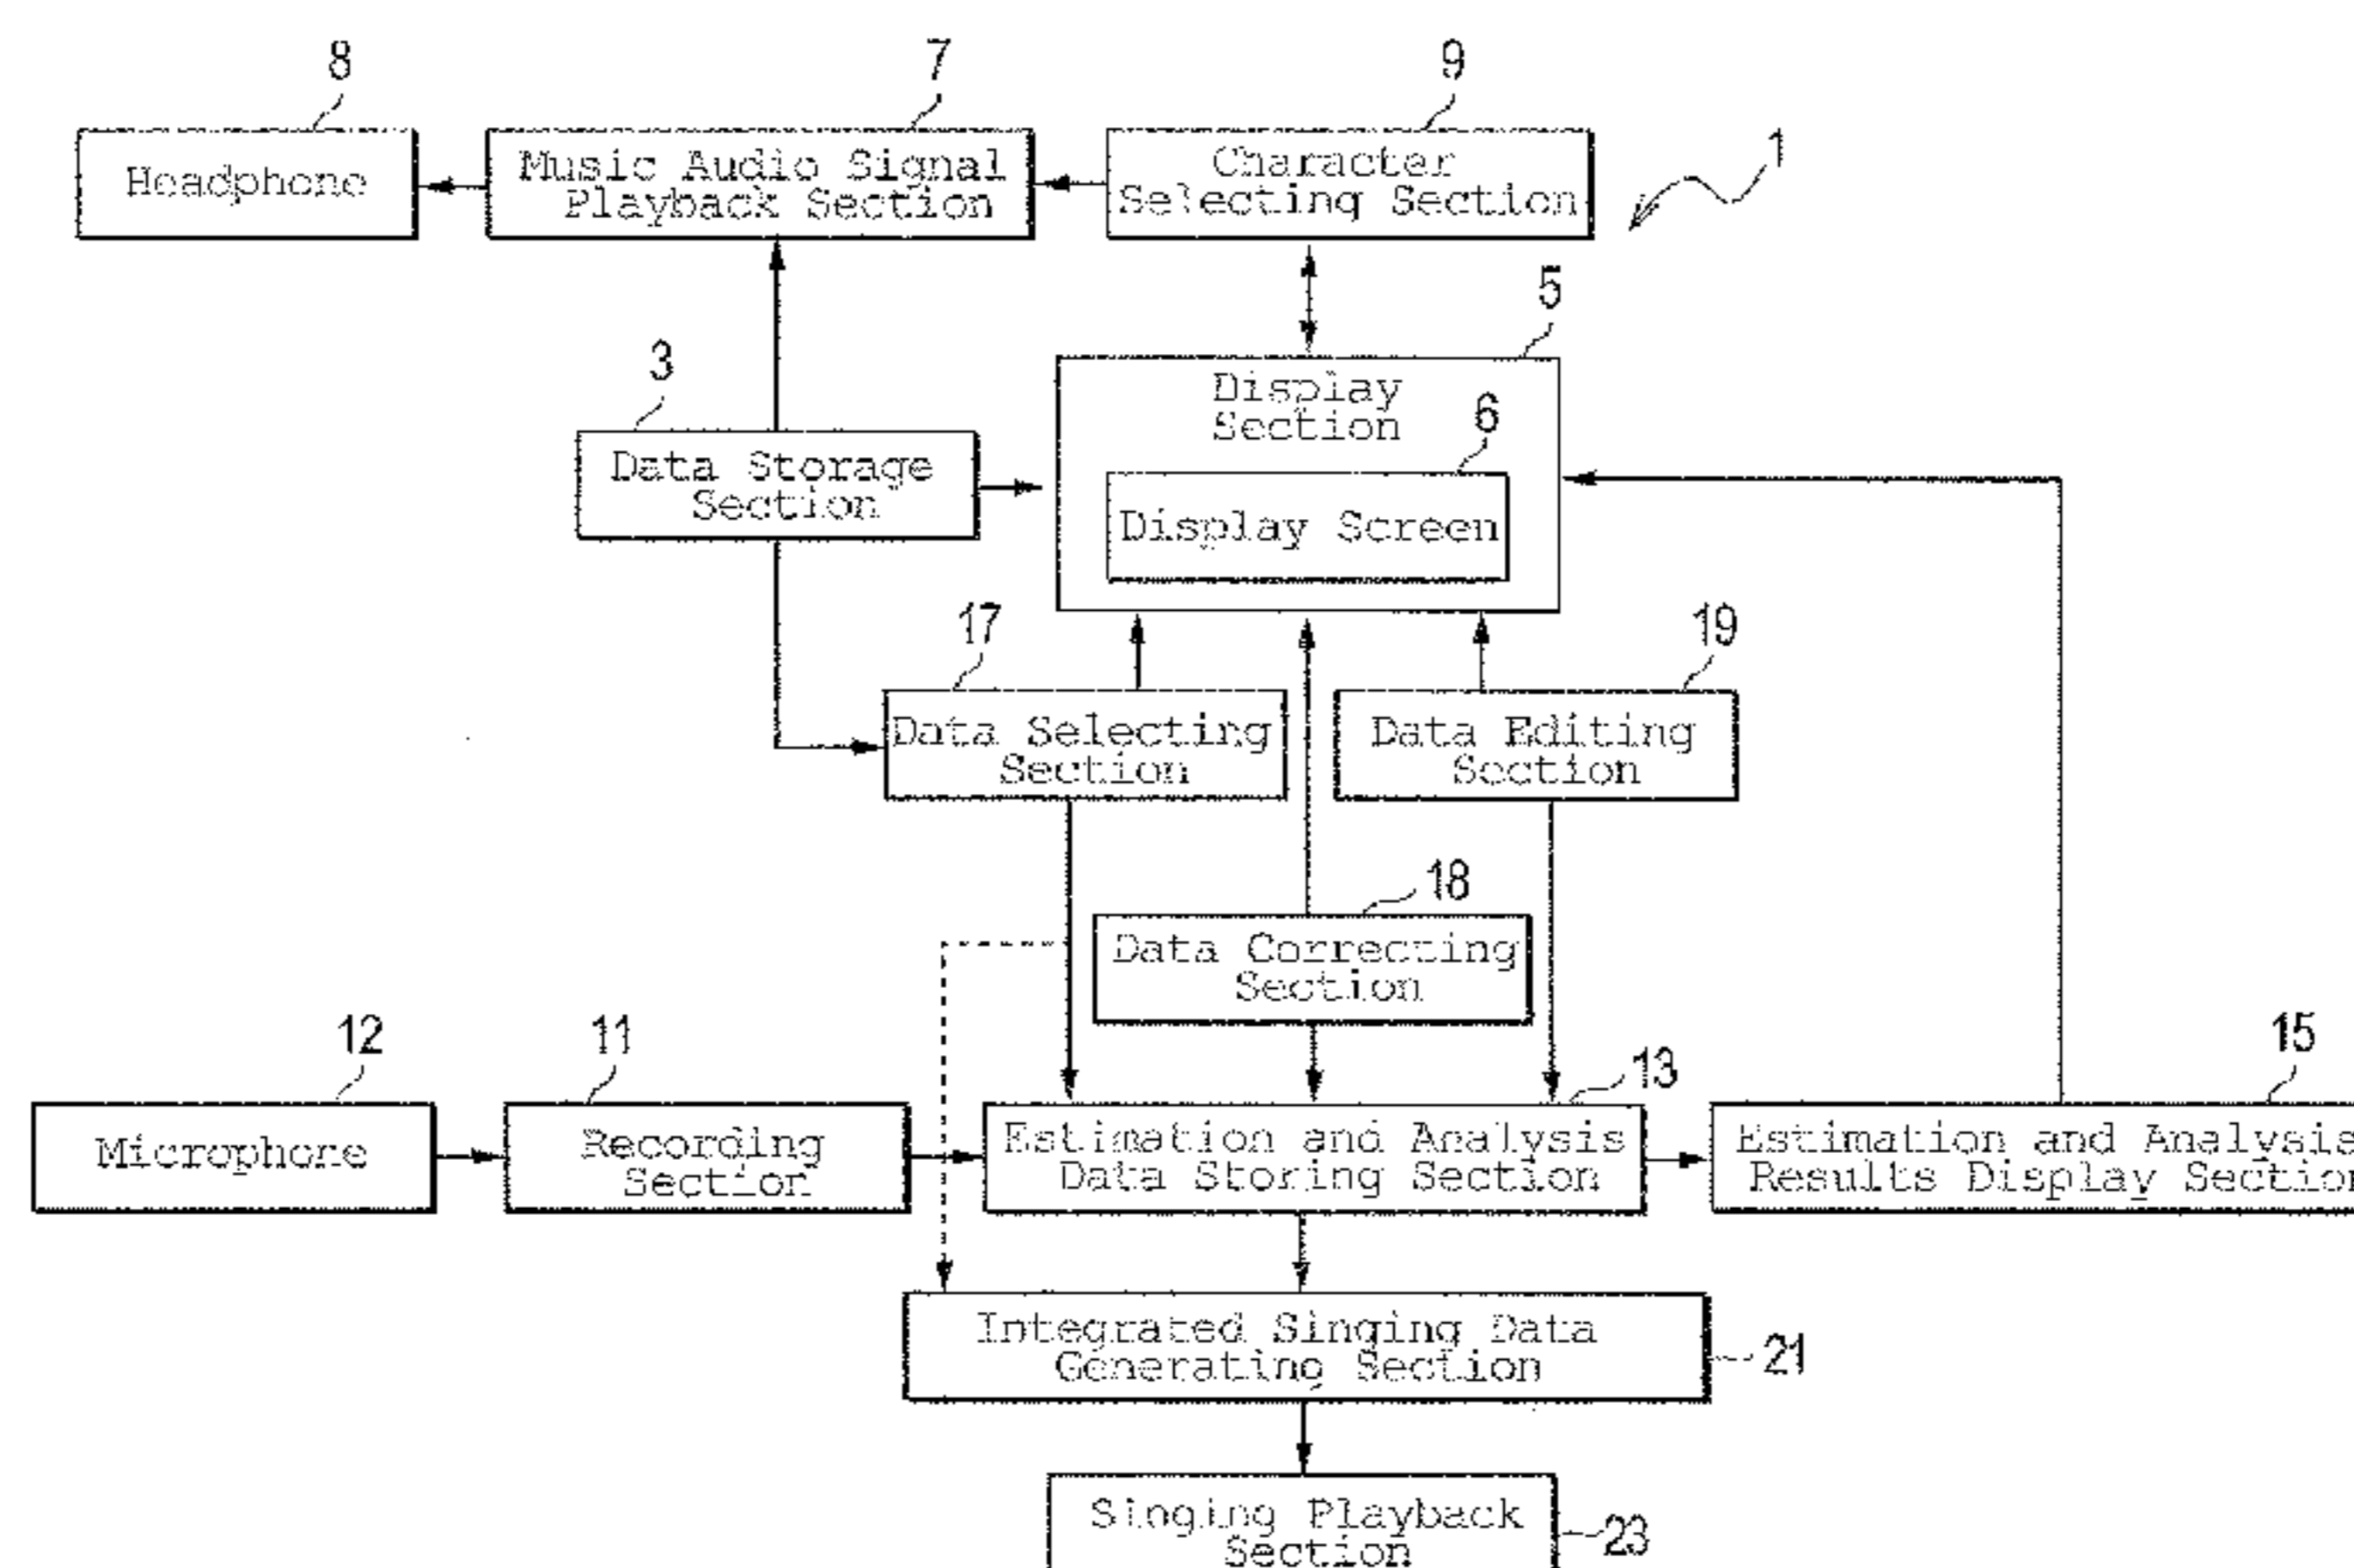 8
7
9
1
Headphone
Music Audio Signal
Playback Section
Character
Selecting Section
5
3
Display
Section
6
Data Storage
Section
Display Screen
17
19
Data Selecting
Section
Data Editing
Section
18
Data Correcting
Section
12
11
13
15
Microphone
Recording
Section
Estimation and Analysis
Data Storing Section
Estimation and Analysis
Results Display Section
Integrated Singing Data
Generating Section
21
Singing Playback
Section
23